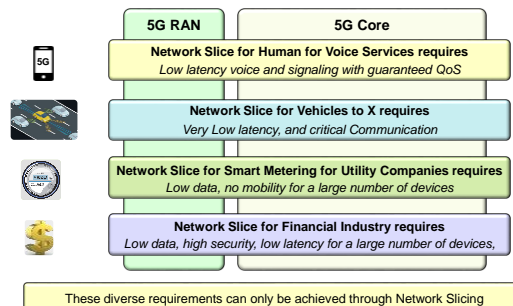 5G RAN
5G Core
5G
Network Slice for Human for Voice Services requires
Low latency voice and signaling with guaranteed QoS
Network Slice for Vehicles to X requires
Very Low latency, and critical Communication
Network Slice for Smart Metering for Utility Companies requires
Low data, no mobility for a large number of devices
Network Slice for Financial Industry requires
Low data, high security, low latency for a large number of devices,
These diverse requirements can only be achieved through Network Slicing